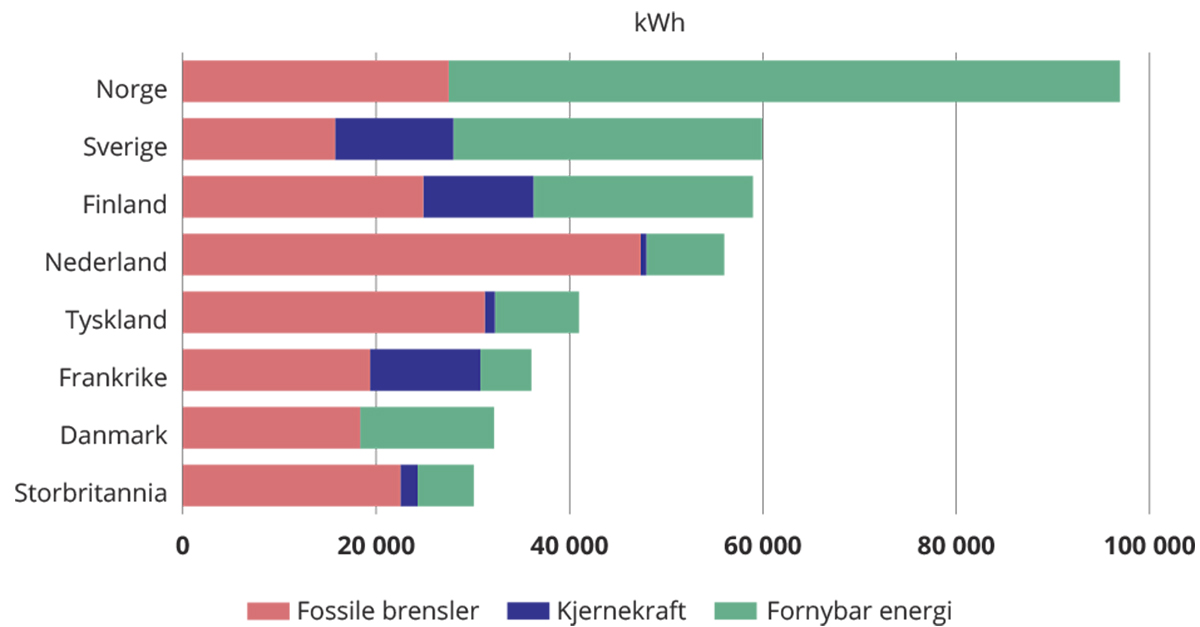 kWh
Norge
Sverige
Finland
Nederland
Tyskland
Frankrike
Danmark
Storbritannia
0 20 000 40 000 60 000 80 000 100 000
Fossile brensler Kjernekraft Fornybar energi